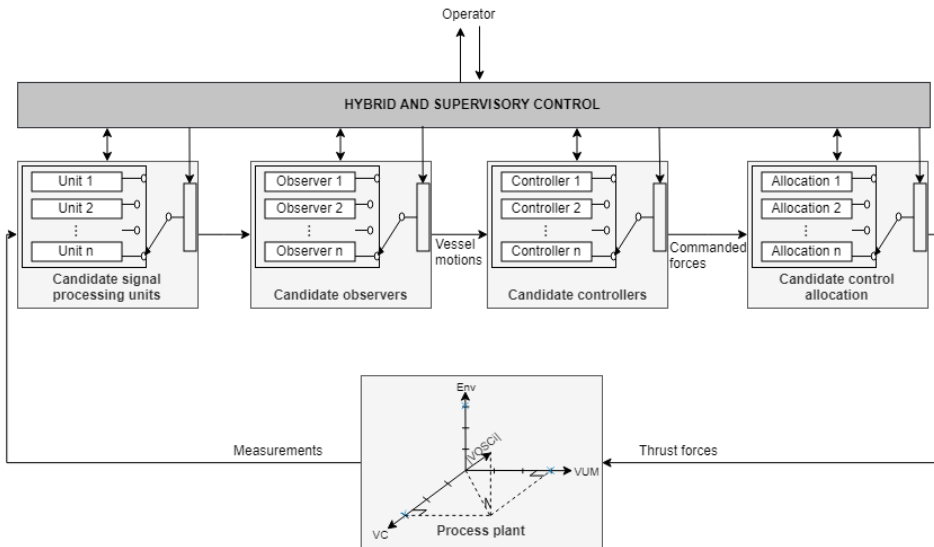 Operator
HYBRID AND SUPERVISORY CONTROL
Unit 1
Unit 2
...
Unit n
Candidate signal
processing units
Observer 1
Observer 2
...
Observer n
Candidate observers
Vessel
motions
Controller 1
Controller 2
...
Controller n
Candidate controllers
Commanded
forces
Allocation 1
Allocation 2
...
Allocation n
Candidate control
allocation
Measurements
Thrust forces
Env
|VOSCi|
VUM
VC
Process plant